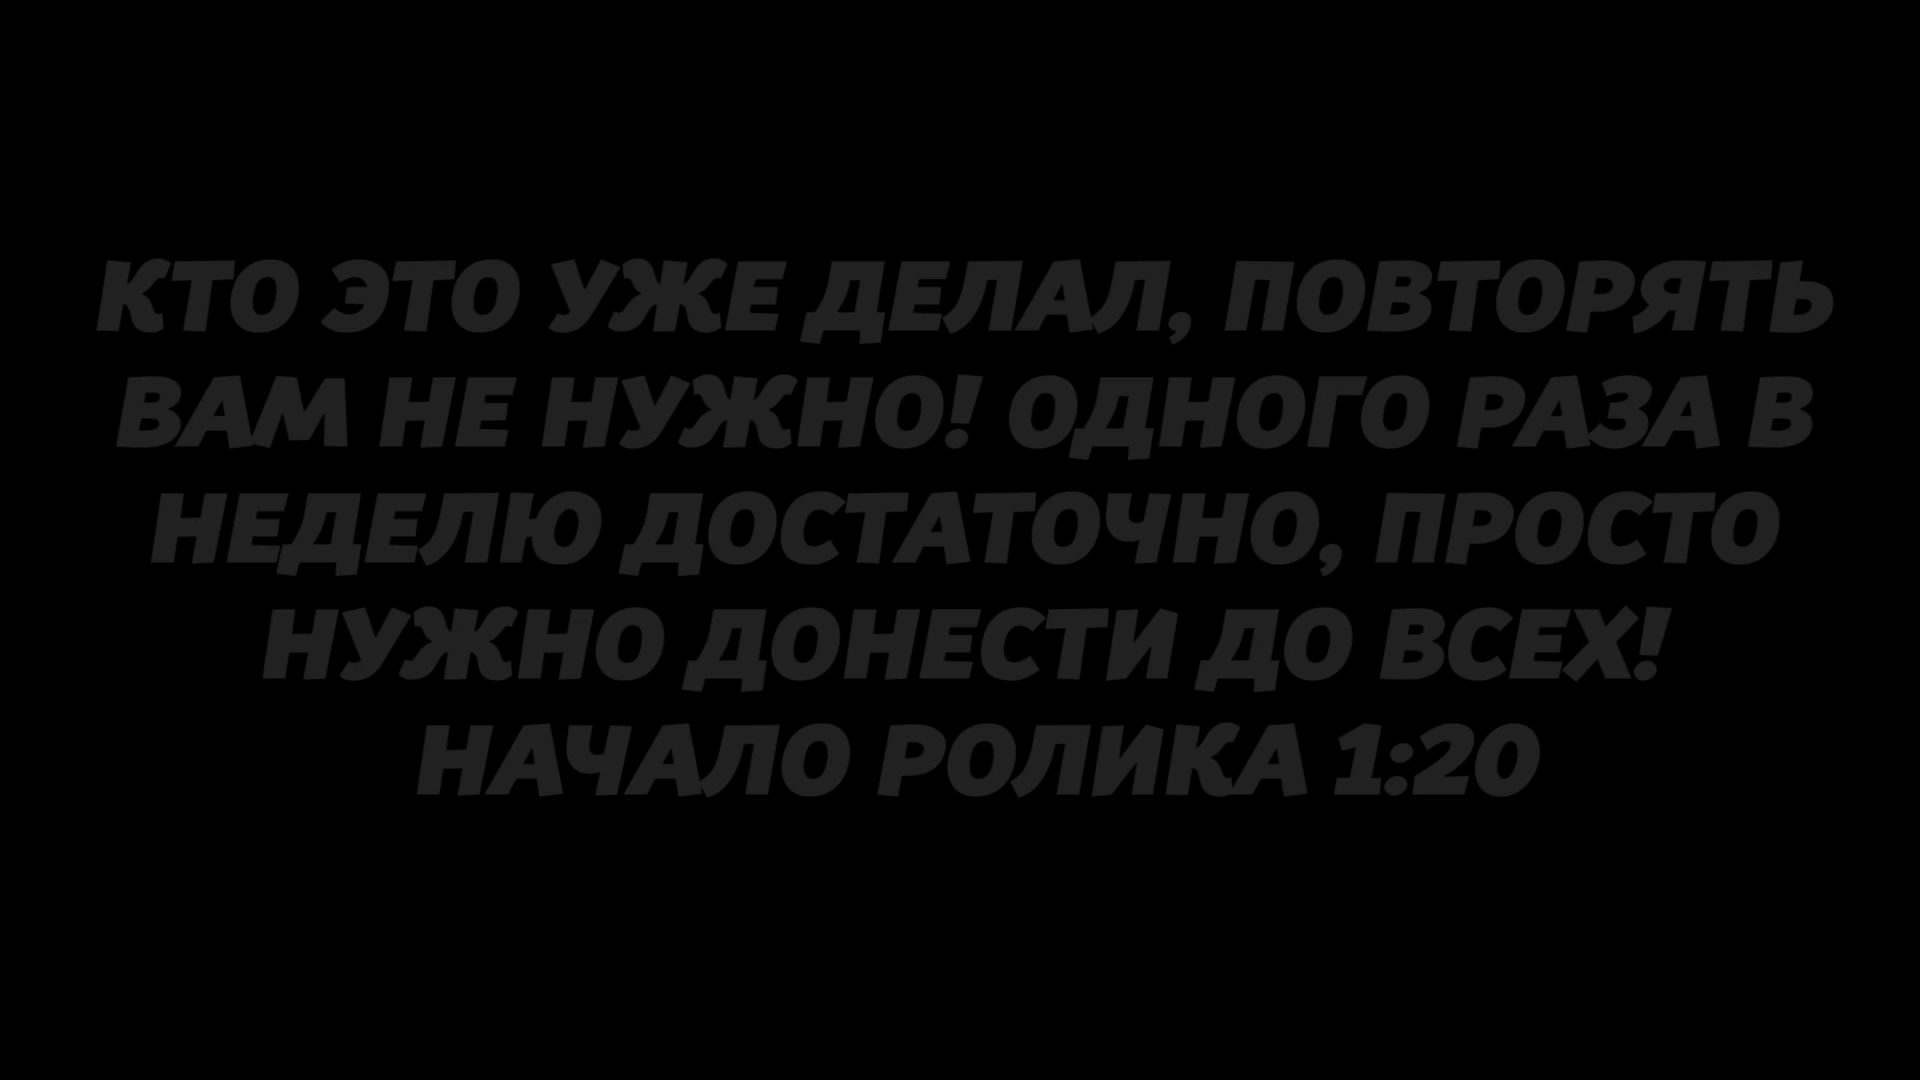 КТО ЭТО УЖЕ ДЕЛАЛ, ПОВТОРЯТЬ
ВАМ НЕ НУЖНО! ОДНОГО РАЗА В
НЕДЕЛЮ ДОСТАТОЧНО, ПРОСТО
НУЖНО ДОНЕСТИ ДО ВСЕХ!
НАЧАЛО РОЛИКА 1:20